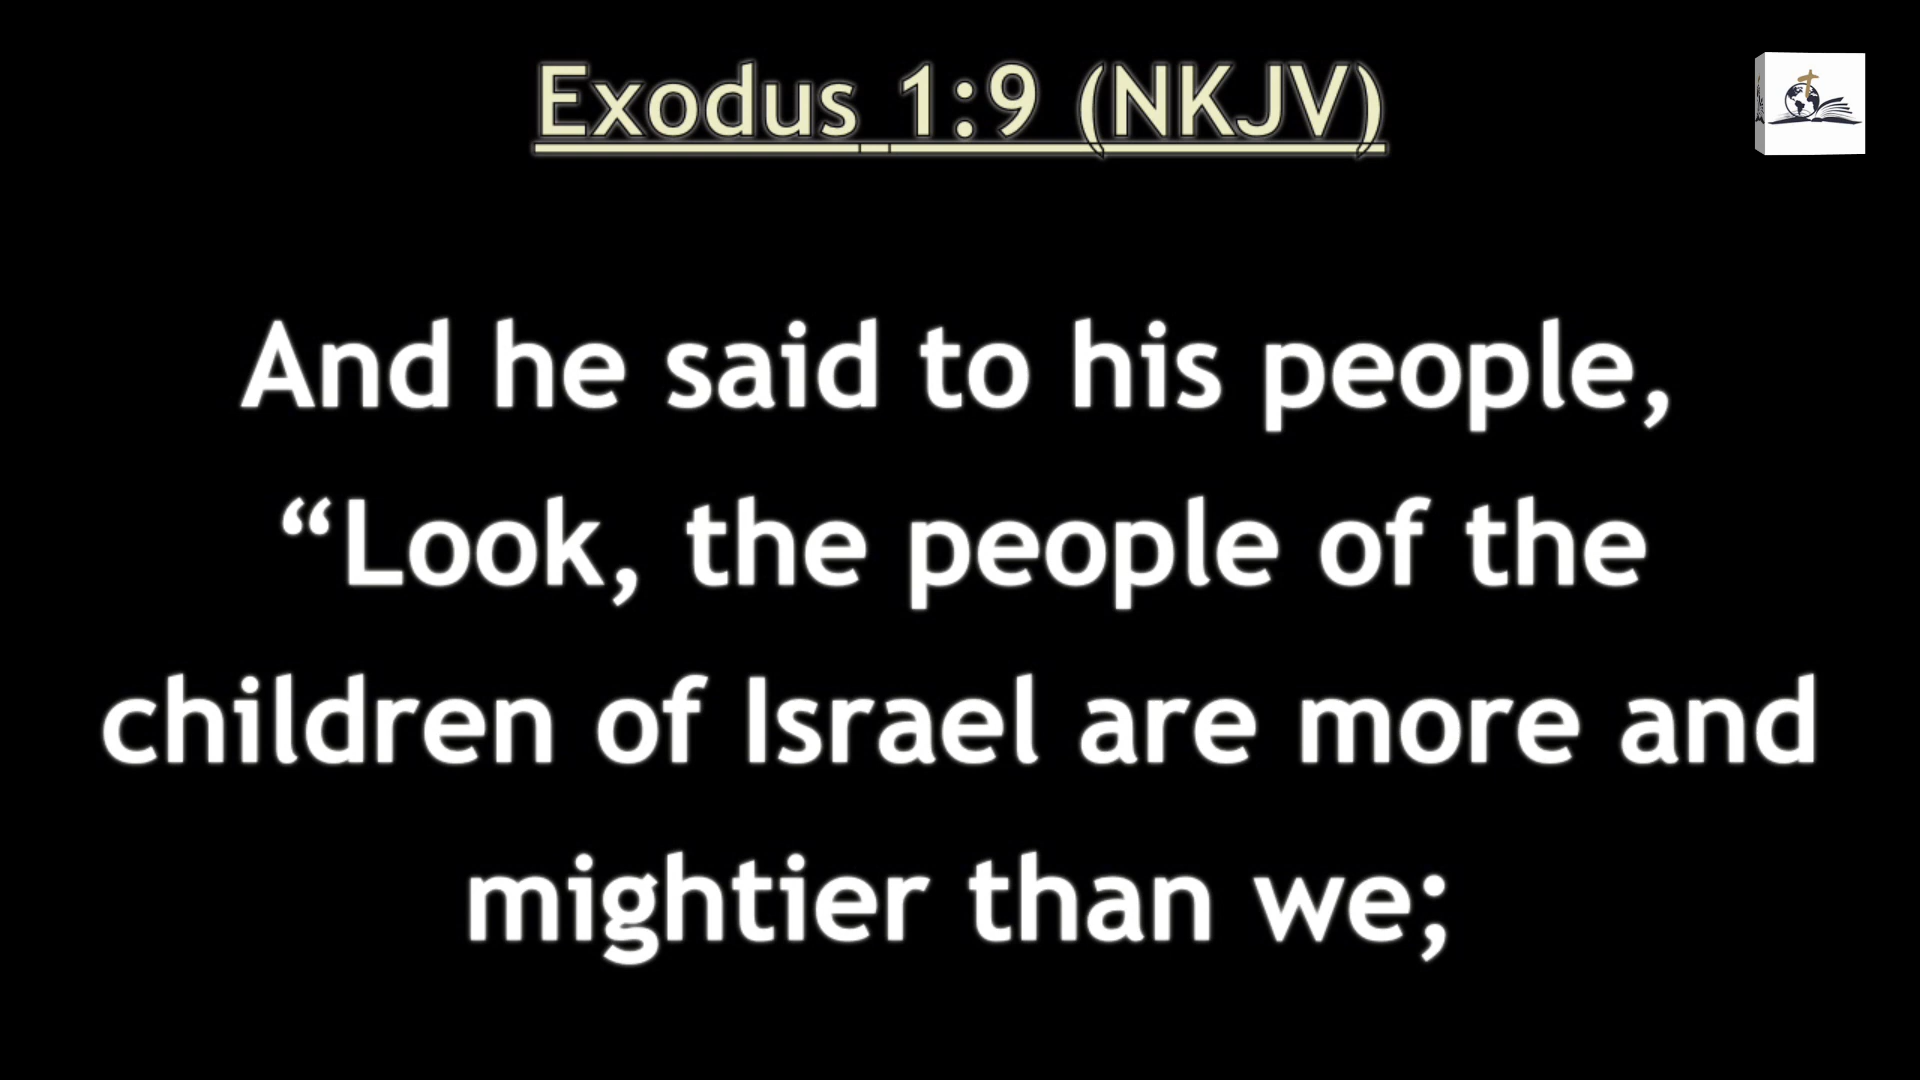 Exodus 1:9 (NKJV)
And he said to his people,
“Look, the people of the
children of Israel are more and
mightier than we;